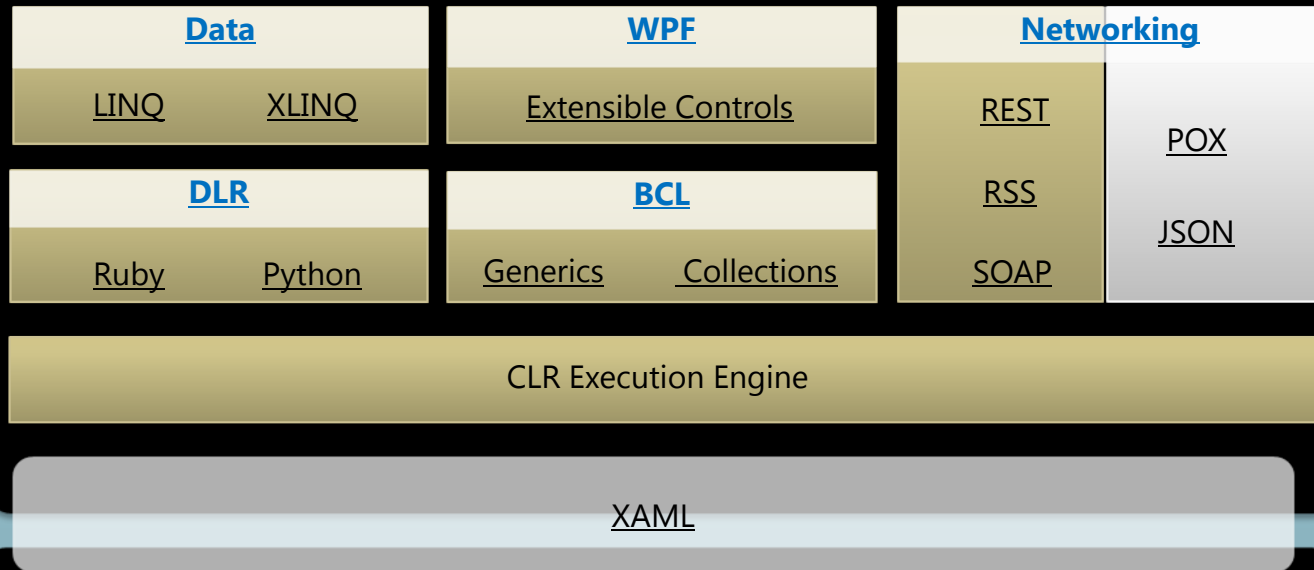 Data
LINQ XLINQ
WPF
Extensible Controls
Networking
REST
RSS
SOAP
POX
JSON
DLR
Ruby Python
BCL
Generics Collections
CLR Execution Engine
XAML